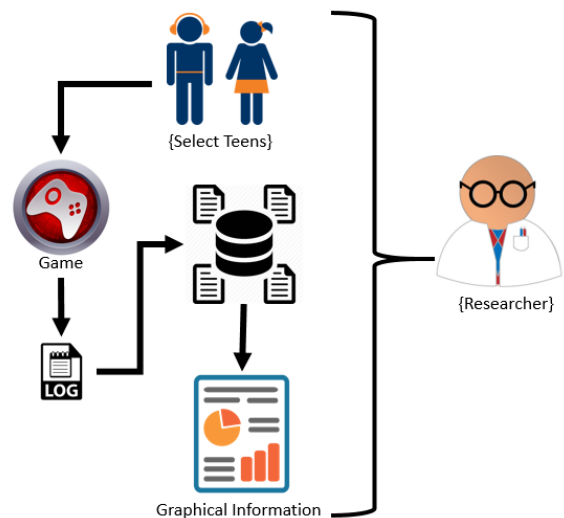 {Select Teens}
Game
{Researcher}
LOG
Graphical Information